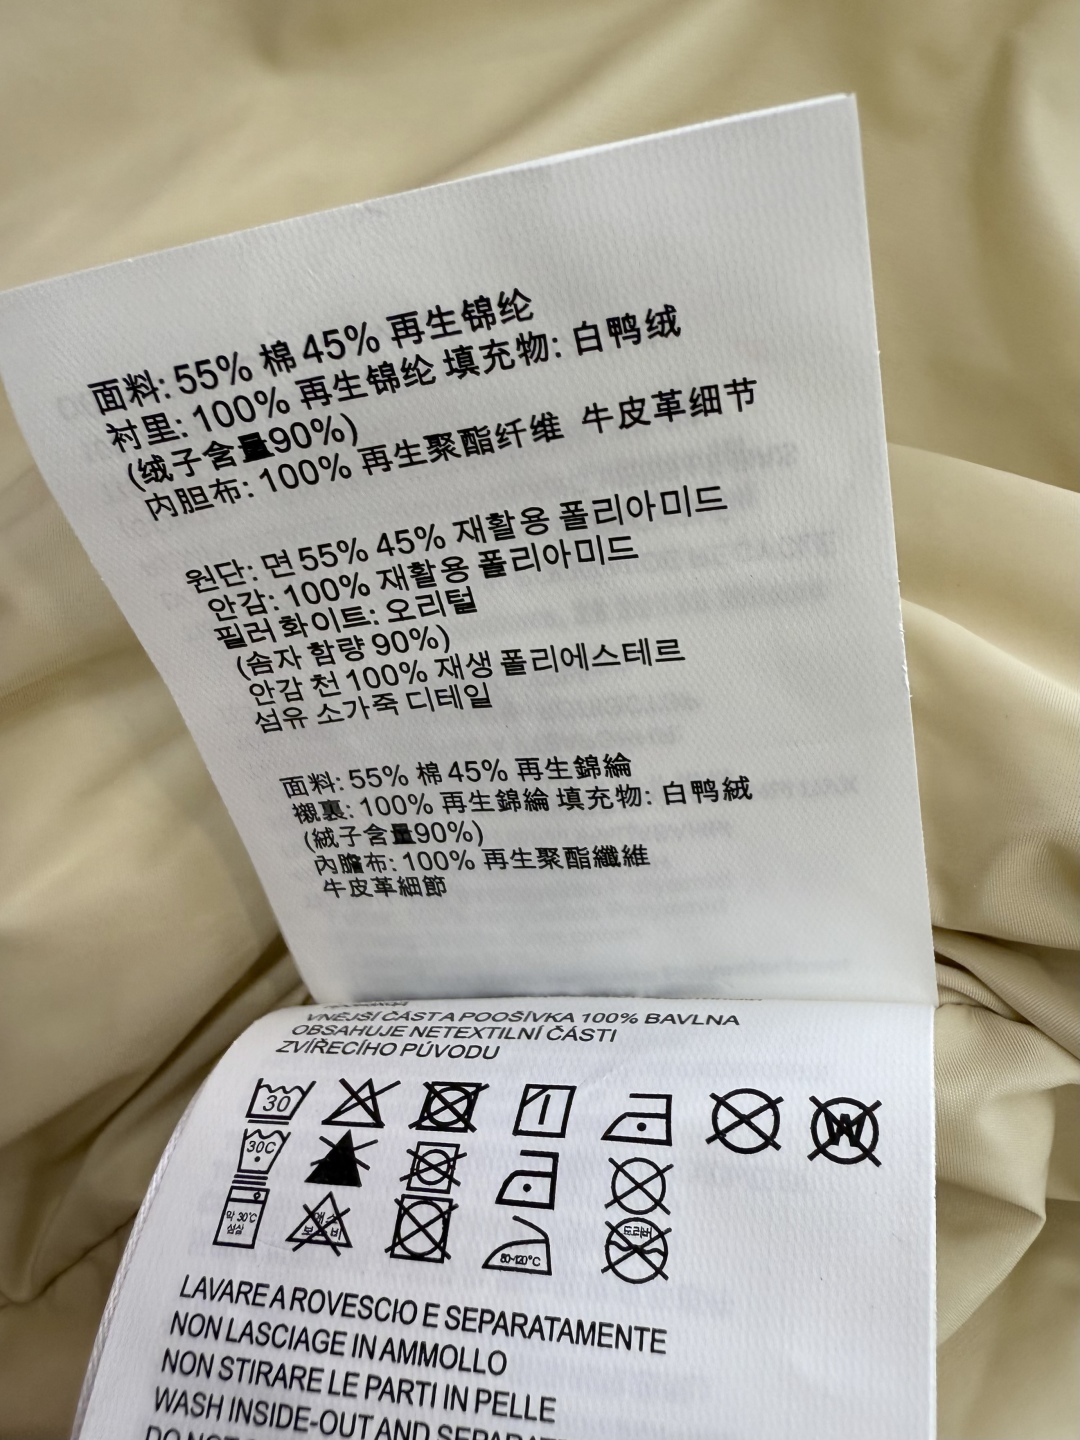 面料: 55% 棉 45% 再生锦纶
衬里: 100% 再生锦纶 填充物: 白鸭绒
(绒子含量90%)
内胆布: 100% 再生聚酯纤维 牛皮革细节
원단: 면 55% 45% 재활용 폴리아미드
안감: 100% 재활용 폴리아미드
필러 화이트: 오리털
(솜자 함량 90%)
안감 천 100% 재생 폴리에스테르
섬유 소가죽 디테일
面料: 55% 棉 45% 再生錦綸
襯裏: 100% 再生錦綸 填充物: 白鸭絨
(絨子含量90%)
內膽布: 100% 再生聚酯纖維
牛皮革細節
VNĚJŠÍ ČÁST A POOŠÍVKA 100% BAVLNA
OBSAHUJE NETEXTILNÍ ČÁSTI
ZVÍŘECÍHO PÚVODU
30
W
30C
약 30℃
80~120°C
LAVARE A ROVESCIO E SEPARATAMENTE
NON LASCIAGE IN AMMOLLO
NON STIRARE LE PARTI IN PELLE
WASH INSIDE-OUT AND